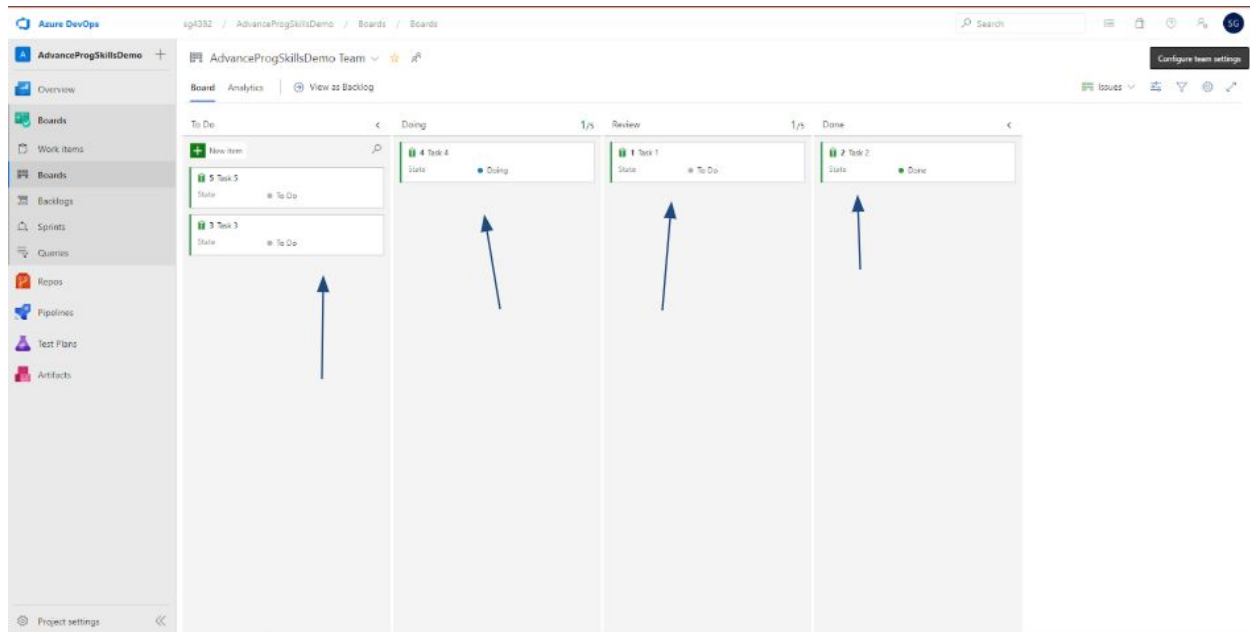 Azure DevOps
sg4392 / AdvanceProgSkillsDemo / Boards / Boards
Search
SG
A AdvanceProgSkillsDemo
AdvanceProgSkillsDemo Team
Configure team settings
Overview
Board Analytics View as Backlog
Issues
Boards
To Do
Doing 1/5
Review 1/5
Done
Work items
Boards
Backlogs
Sprints
Queries
Repos
Pipelines
Test Plans
Artifacts
New item
5 Task 5
State To Do
3 Task 3
State To Do
4 Task 4
State Doing
1 Task 1
State To Do
2 Task 2
State Done
Project settings